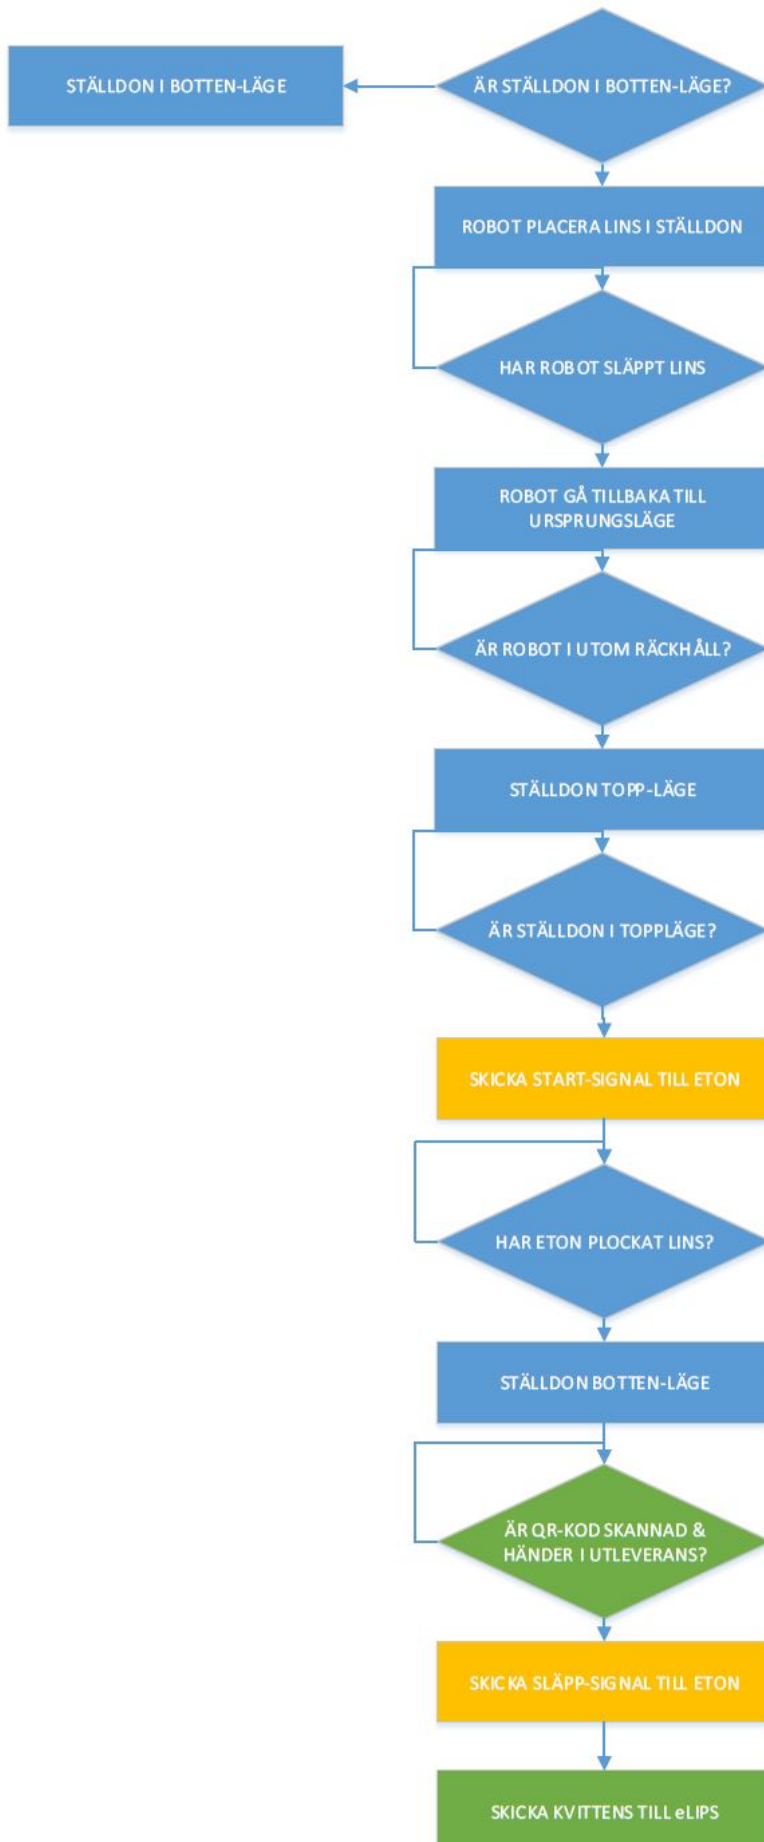 STÄLLDON I BOTTEN-LÄGE
ÄR STÄLLDON I BOTTEN-LÄGE?
ROBOT PLACERA LINS I STÄLLDON
HAR ROBOT SLÄPPT LINS
ROBOT GÅ TILLBAKA TILL
URSPRUNGSLÄGE
ÄR ROBOT I UTOM RÄCKHÅLL?
STÄLLDON TOPP-LÄGE
ÄR STÄLLDON I TOPPLÄGE?
SKICKA START-SIGNAL TILL ETON
HAR ETON PLOCKAT LINS?
STÄLLDON BOTTEN-LÄGE
ÄR QR-KOD SKANNAD &
HÄNDER I UTLEVERANS?
SKICKA SLÄPP-SIGNAL TILL ETON
SKICKA KVITTENS TILL eLIPS